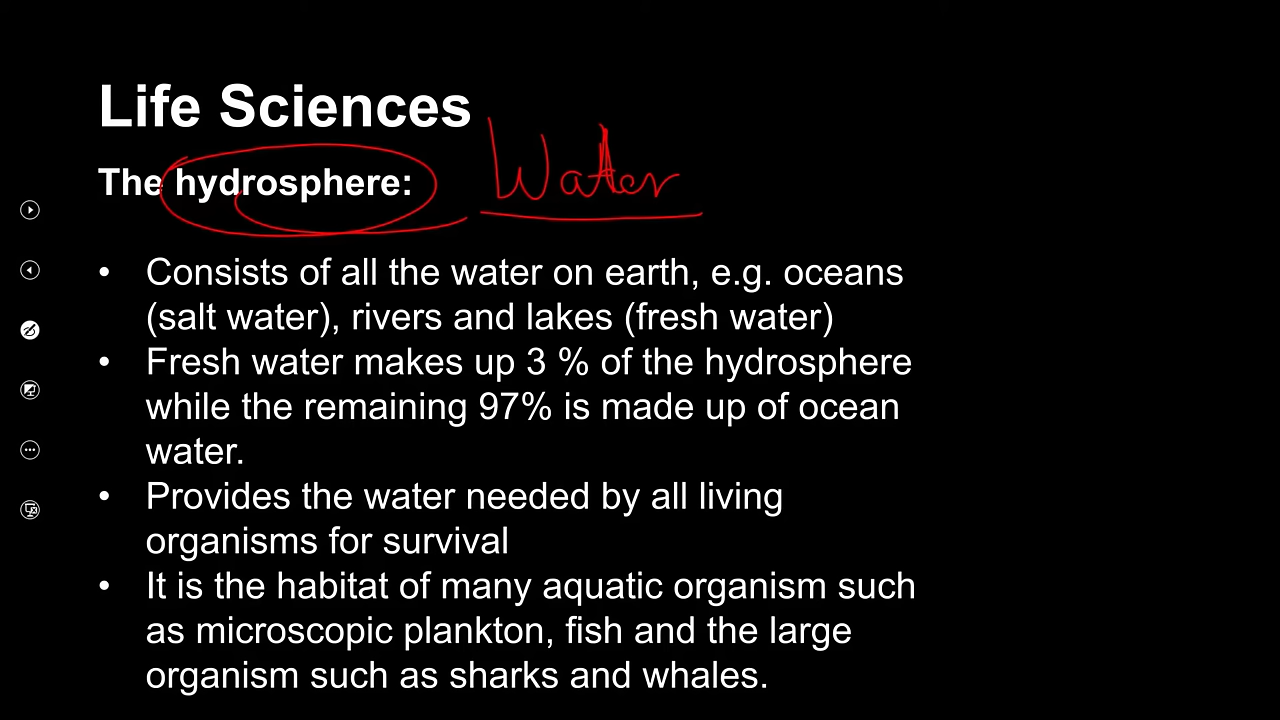 Life Sciences
The hydrosphere: Water
• Consists of all the water on earth, e.g. oceans
(salt water), rivers and lakes (fresh water)
• Fresh water makes up 3 % of the hydrosphere
while the remaining 97% is made up of ocean
water.
• Provides the water needed by all living
organisms for survival
• It is the habitat of many aquatic organism such
as microscopic plankton, fish and the large
organism such as sharks and whales.